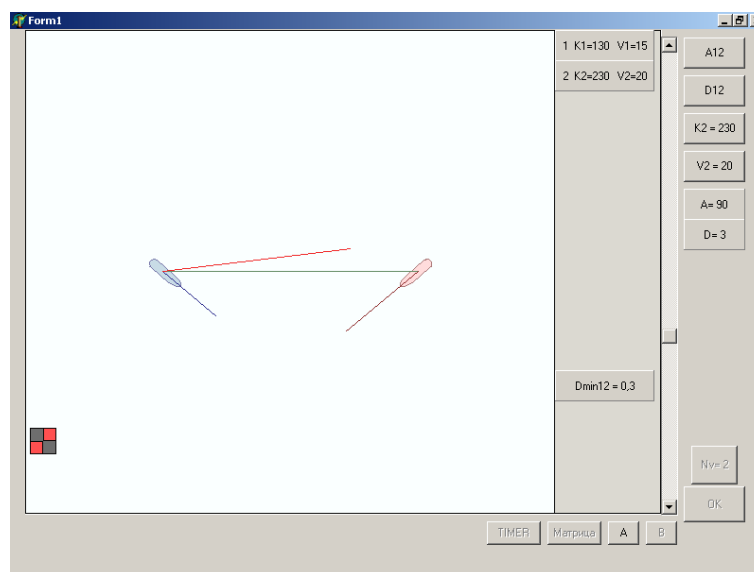 Form1
1 K1=130 V1=15
2 K2=230 V2=20
A12
D12
K2 = 230
V2 = 20
A= 90
D= 3
Dmin12 = 0,3
Nv= 2
OK
TIMER
Матрица
A
B